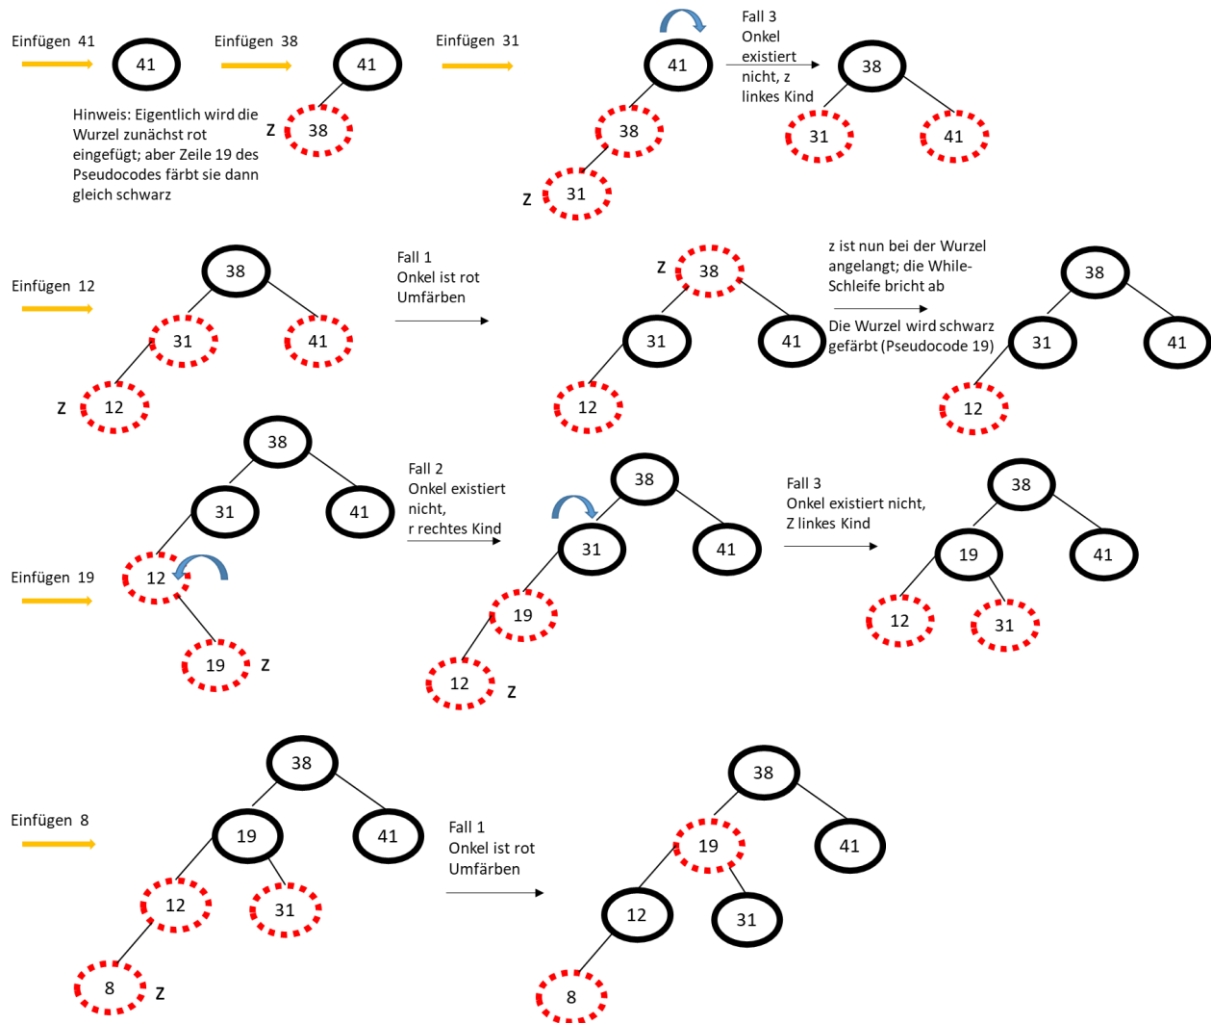 Einfügen 41
41
Einfügen 38
41
Z
38
Hinweis: Eigentlich wird die
Wurzel zunächst rot
eingefügt; aber Zeile 19 des
Pseudocodes färbt sie dann
gleich schwarz
Einfügen 31
41
38
Z
31
Fall 3
Onkel
existiert
nicht, z
linkes Kind
38
31
41
Einfügen 12
38
31
41
Z
12
Fall 1
Onkel ist rot
Umfärben
Z
38
31
41
12
z ist nun bei der Wurzel
angelangt; die While-
Schleife bricht ab
Die Wurzel wird schwarz
gefärbt (Pseudocode 19)
38
31
41
12
Einfügen 19
38
31
41
12
19
Z
Fall 2
Onkel existiert
nicht,
r rechtes Kind
38
31
41
19
12
Z
Fall 3
Onkel existiert nicht,
Z linkes Kind
38
19
41
12
31
Einfügen 8
38
19
41
12
31
8
Z
Fall 1
Onkel ist rot
Umfärben
38
19
41
12
31
8